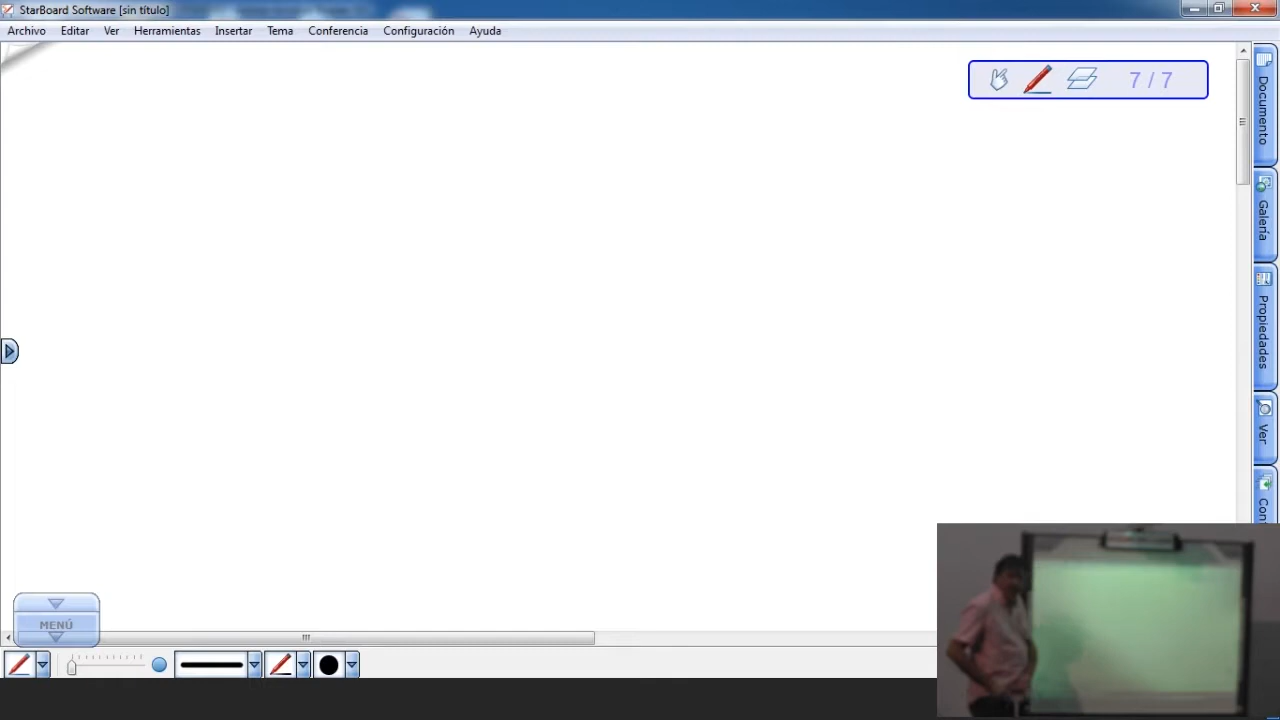 StarBoard Software [sin título]
Archivo Editar Ver Herramientas Insertar Tema Conferencia Configuración Ayuda
7 / 7
Documento
Galería
Propiedades
Ver
Cont
MENÚ